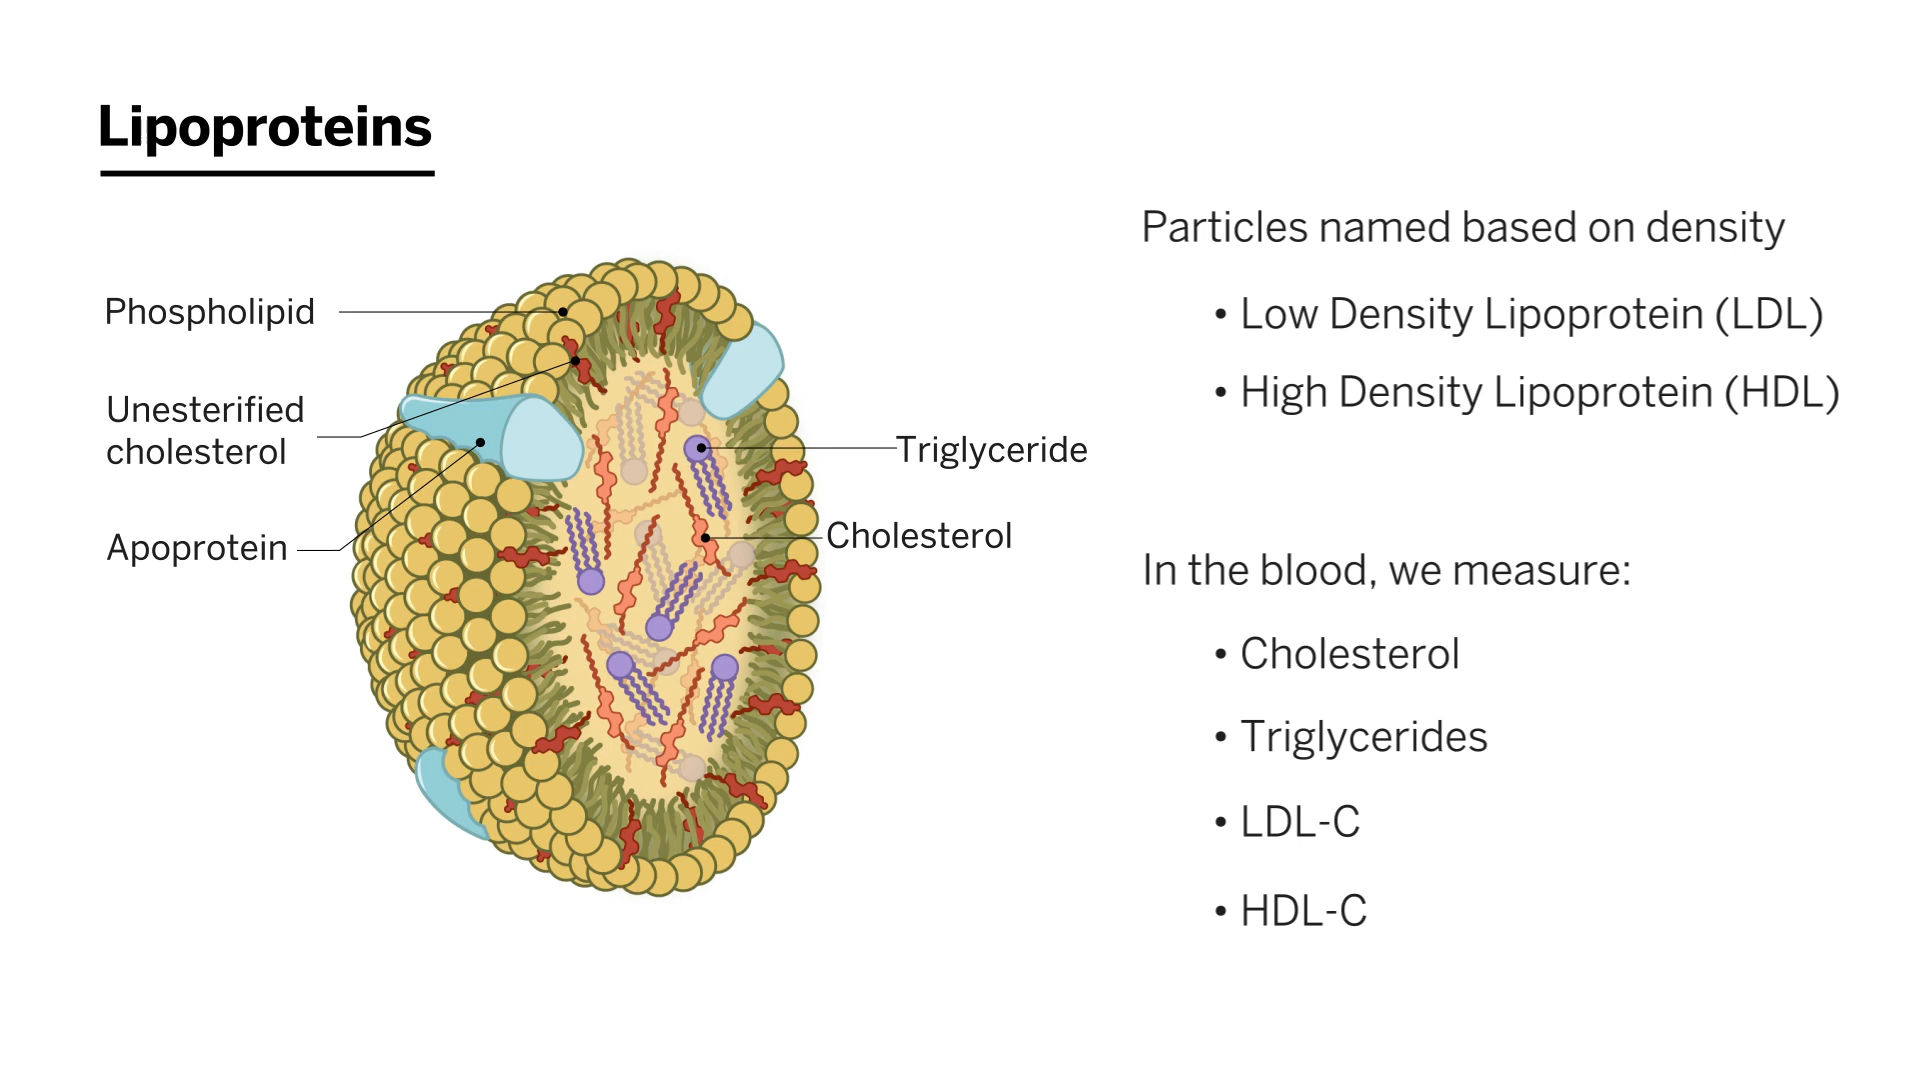 Lipoproteins
Phospholipid
Unesterified
cholesterol
Apoprotein
Triglyceride
Cholesterol
Particles named based on density
• Low Density Lipoprotein (LDL)
• High Density Lipoprotein (HDL)
In the blood, we measure:
• Cholesterol
• Triglycerides
• LDL-C
• HDL-C